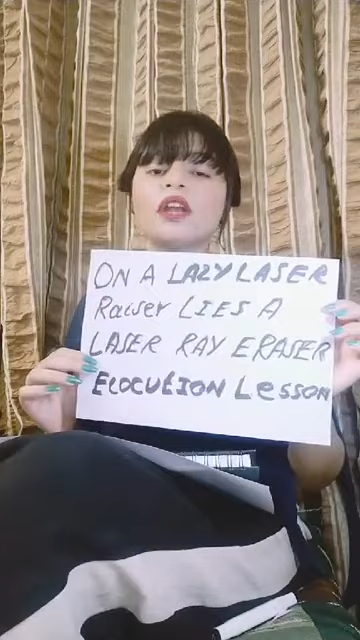 ON A LAZY LASER
Raiser LIES A
LASER RAY ERASER
ELOCUTION LeSSON